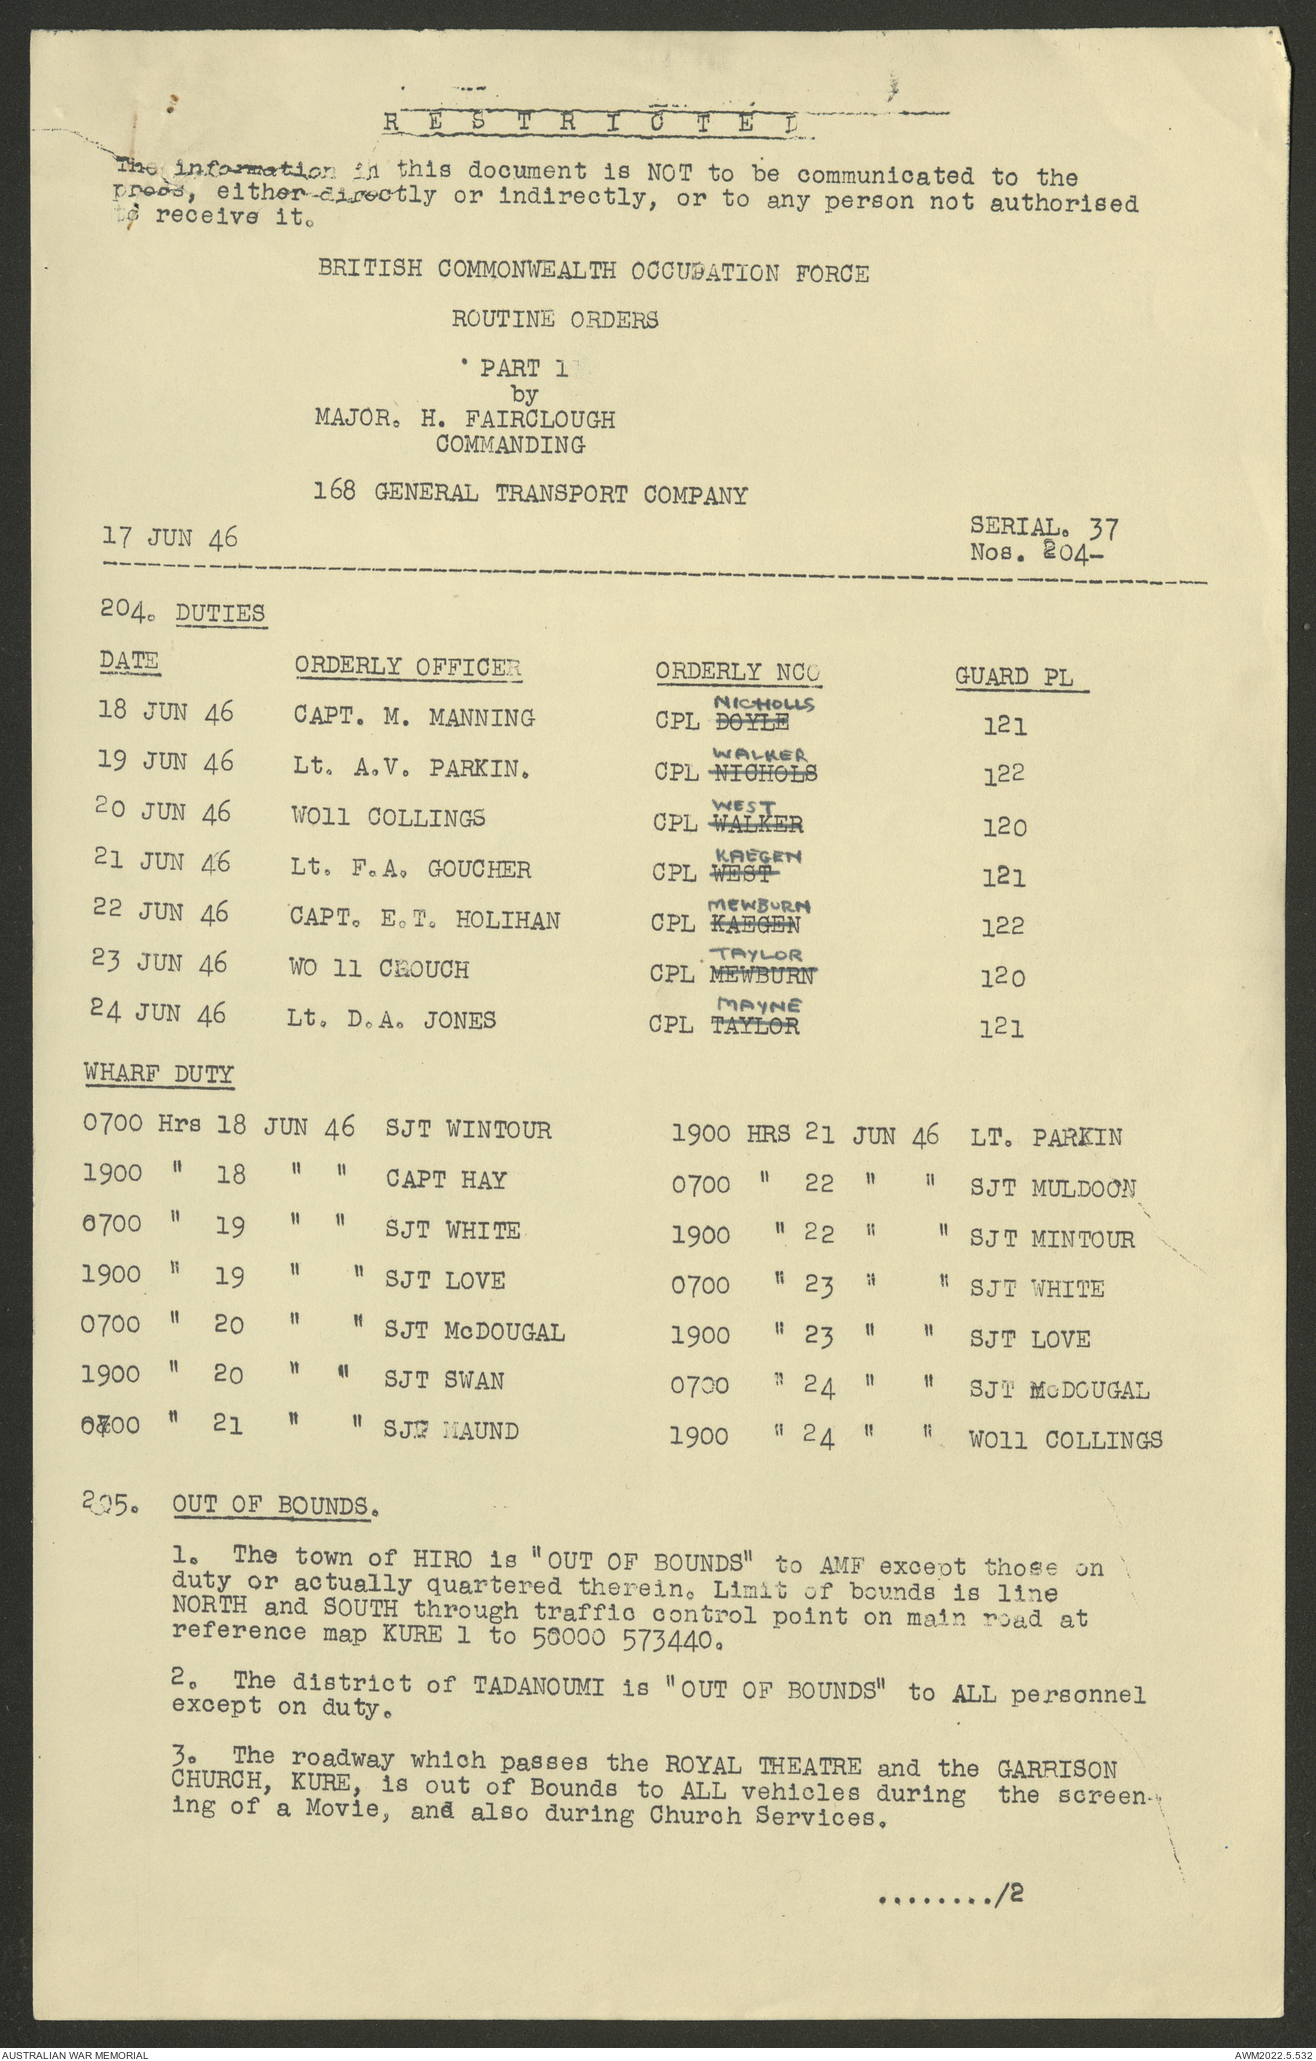 RESTRICTED
The information in this document is NOT to be communicated to the
press, either directly or indirectly, or to any person not authorised
to receive it.
BRITISH COMMONWEALTH OCCUPATION FORCE
ROUTINE ORDERS
PART 1
by
MAJOR. H. FAIRCLOUGH
COMMANDING
168 GENERAL TRANSPORT COMPANY
17 JUN 46 SERIAL. 37
Nos. 204-
204. DUTIES
DATE ORDERLY OFFICER ORDERLY NCO GUARD PL
NICHOLLS
18 JUN 46 CAPT. M. MANNING CPL DOYLE 121
WALKER
19 JUN 46 Lt. A.V. PARKIN. CPL NICHOLS 122
WEST
20 JUN 46 WO11 COLLINGS CPL WALKER 120
KAEGEN
21 JUN 46 Lt. F.A. GOUCHER CPL WEST 121
MEWBURN
22 JUN 46 CAPT. E.T. HOLIHAN CPL KAEGEN 122
TAYLOR
23 JUN 46 WO 11 CROUCH CPL MEWBURN 120
MAYNE
24 JUN 46 Lt. D.A. JONES CPL TAYLOR 121
WHARF DUTY
0700 Hrs 18 JUN 46 SJT WINTOUR 1900 HRS 21 JUN 46 LT. PARKIN
1900 " 18 " " CAPT HAY 0700 " 22 " " SJT MULDOON
0700 " 19 " " SJT WHITE 1900 " 22 " " SJT MINTOUR
1900 " 19 " " SJT LOVE 0700 " 23 " " SJT WHITE
0700 " 20 " " SJT McDOUGAL 1900 " 23 " " SJT LOVE
1900 " 20 " " SJT SWAN 0700 " 24 " " SJT McDOUGAL
0700 " 21 " " SJT MAUND 1900 " 24 " " WO11 COLLINGS
205. OUT OF BOUNDS.
1. The town of HIRO is "OUT OF BOUNDS" to AMF except those on
duty or actually quartered therein. Limit of bounds is line
NORTH and SOUTH through traffic control point on main road at
reference map KURE 1 to 50000 573440.
2. The district of TADANOUMI is "OUT OF BOUNDS" to ALL personnel
except on duty.
3. The roadway which passes the ROYAL THEATRE and the GARRISON
CHURCH, KURE, is out of Bounds to ALL vehicles during the screen-
ing of a Movie, and also during Church Services.
......../2
AUSTRALIAN WAR MEMORIAL AWM2022.5.532